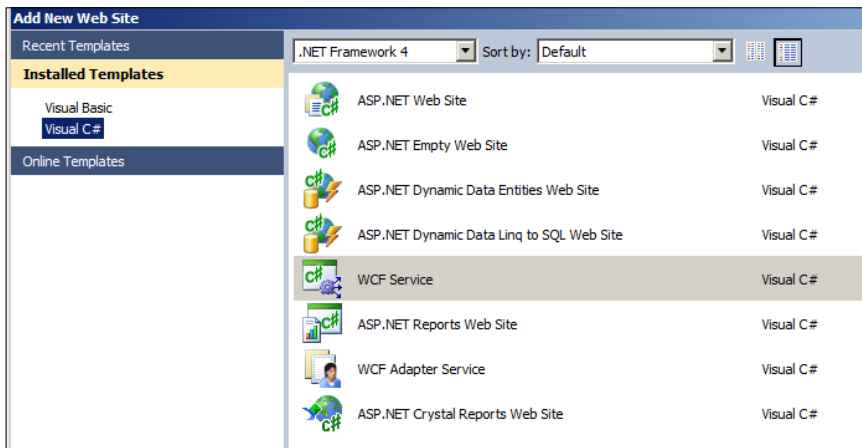 Add New Web Site
Recent Templates
Installed Templates
Visual Basic
Visual C#
Online Templates
.NET Framework 4 Sort by: Default
ASP.NET Web Site Visual C#
ASP.NET Empty Web Site Visual C#
ASP.NET Dynamic Data Entities Web Site Visual C#
ASP.NET Dynamic Data Linq to SQL Web Site Visual C#
WCF Service Visual C#
ASP.NET Reports Web Site Visual C#
WCF Adapter Service Visual C#
ASP.NET Crystal Reports Web Site Visual C#